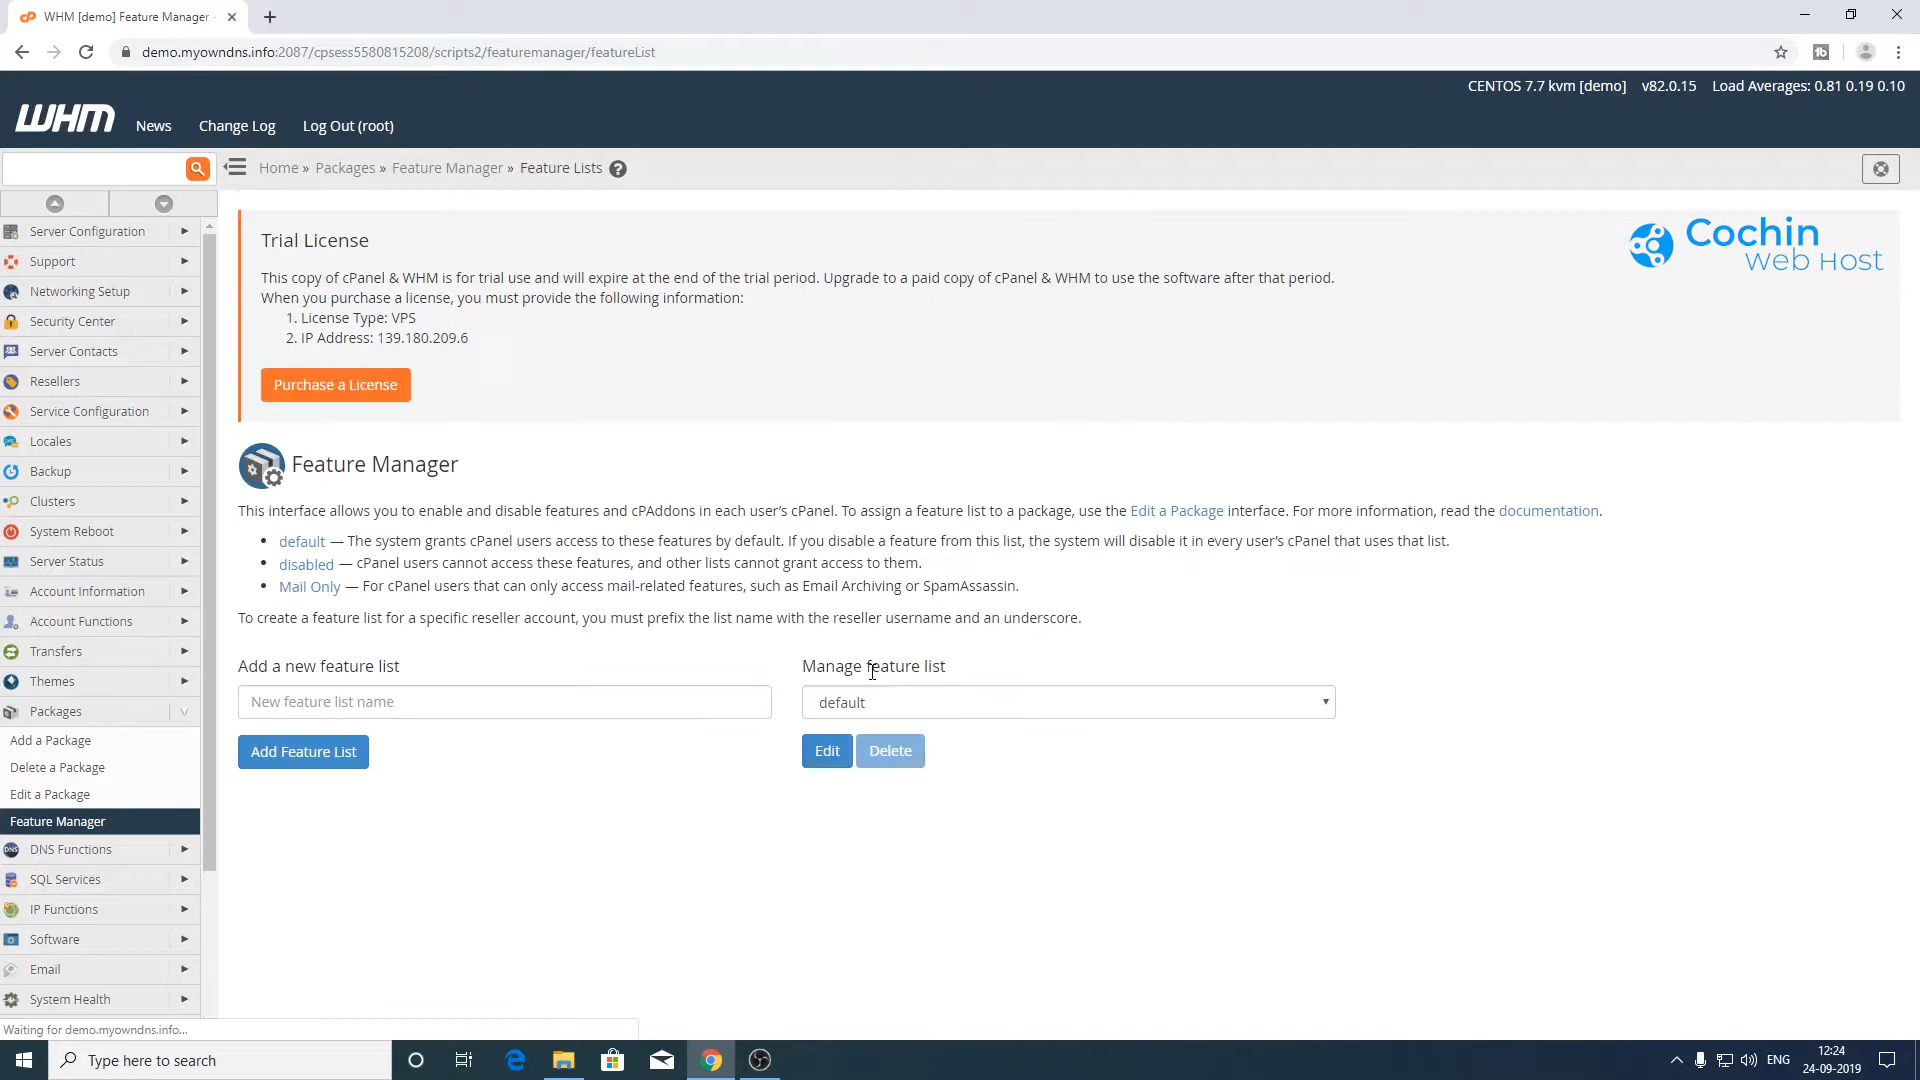 WHM [demo] Feature Manager -
demo.myowndns.info:2087/cpsess5580815208/scripts2/featuremanager/featureList
CENTOS 7.7 kvm [demo] v82.0.15 Load Averages: 0.81 0.19 0.10
WHM News Change Log Log Out (root)
Home » Packages » Feature Manager » Feature Lists ?
Server Configuration
Support
Networking Setup
Security Center
Server Contacts
Resellers
Service Configuration
Locales
Backup
Clusters
System Reboot
Server Status
Account Information
Account Functions
Transfers
Themes
Packages
Add a Package
Delete a Package
Edit a Package
Feature Manager
DNS Functions
SQL Services
IP Functions
Software
Email
System Health
Trial License
Cochin
Web Host
This copy of cPanel & WHM is for trial use and will expire at the end of the trial period. Upgrade to a paid copy of cPanel & WHM to use the software after that period.
When you purchase a license, you must provide the following information:
1. License Type: VPS
2. IP Address: 139.180.209.6
Purchase a License
Feature Manager
This interface allows you to enable and disable features and cPAddons in each user's cPanel. To assign a feature list to a package, use the Edit a Package interface. For more information, read the documentation.
• default — The system grants cPanel users access to these features by default. If you disable a feature from this list, the system will disable it in every user's cPanel that uses that list.
• disabled — cPanel users cannot access these features, and other lists cannot grant access to them.
• Mail Only — For cPanel users that can only access mail-related features, such as Email Archiving or SpamAssassin.
To create a feature list for a specific reseller account, you must prefix the list name with the reseller username and an underscore.
Add a new feature list
New feature list name
Add Feature List
Manage feature list
default
Edit Delete
Waiting for demo.myowndns.info...
Type here to search
ENG
12:24
24-09-2019